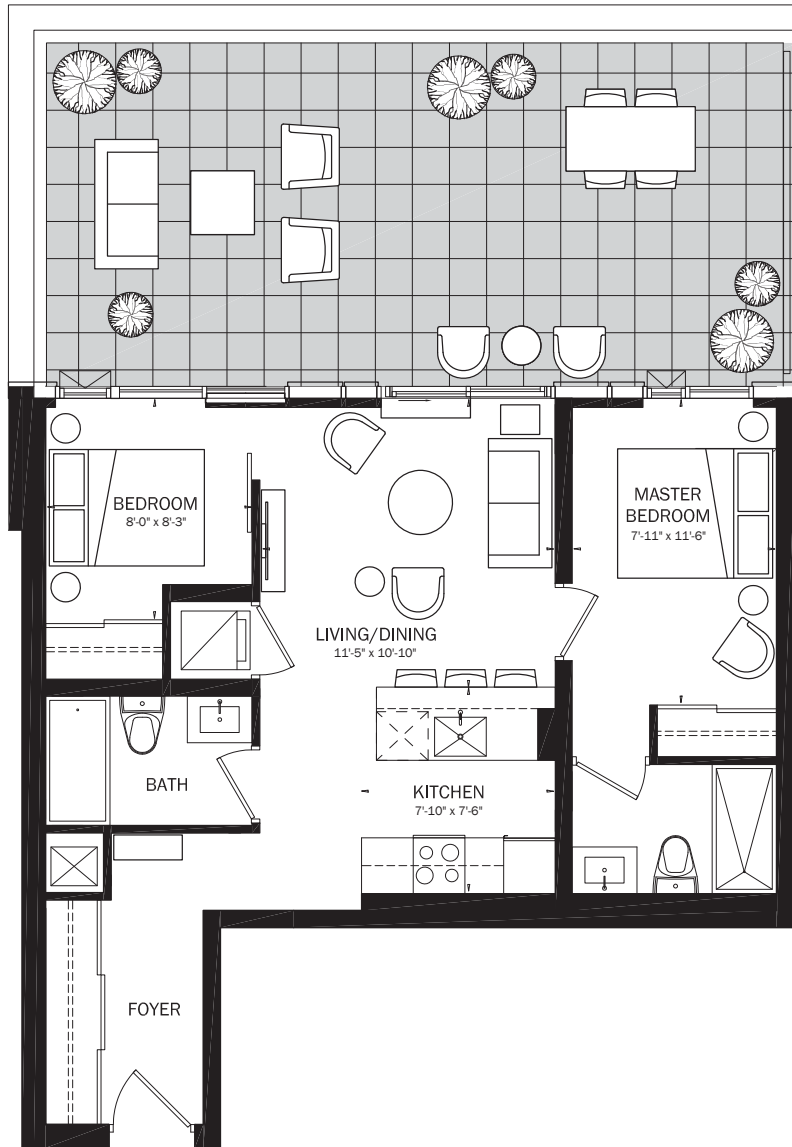 BEDROOM
8'-0" x 8'-3"
MASTER
BEDROOM
7'-11" x 11'-6"
LIVING/DINING
11'-5" x 10'-10"
BATH
KITCHEN
7'-10" x 7'-6"
FOYER